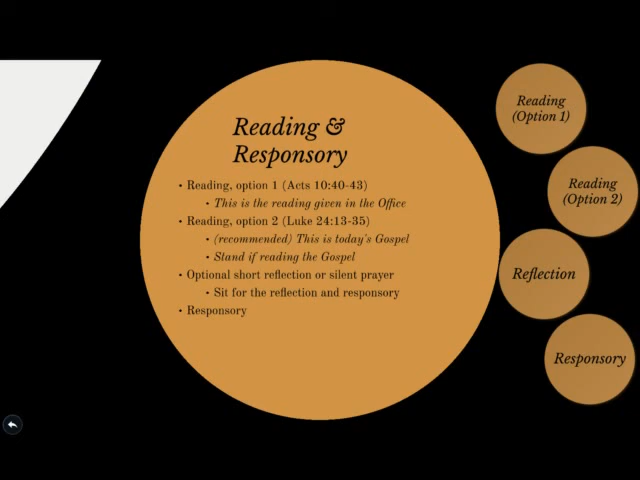 Reading &
Responsory
• Reading, option 1 (Acts 10:40-43)
• This is the reading given in the Office
• Reading, option 2 (Luke 24:13-35)
• (recommended) This is today's Gospel
• Stand if reading the Gospel
• Optional short reflection or silent prayer
• Sit for the reflection and responsory
• Responsory
Reading
(Option 1)
Reading
(Option 2)
Reflection
Responsory